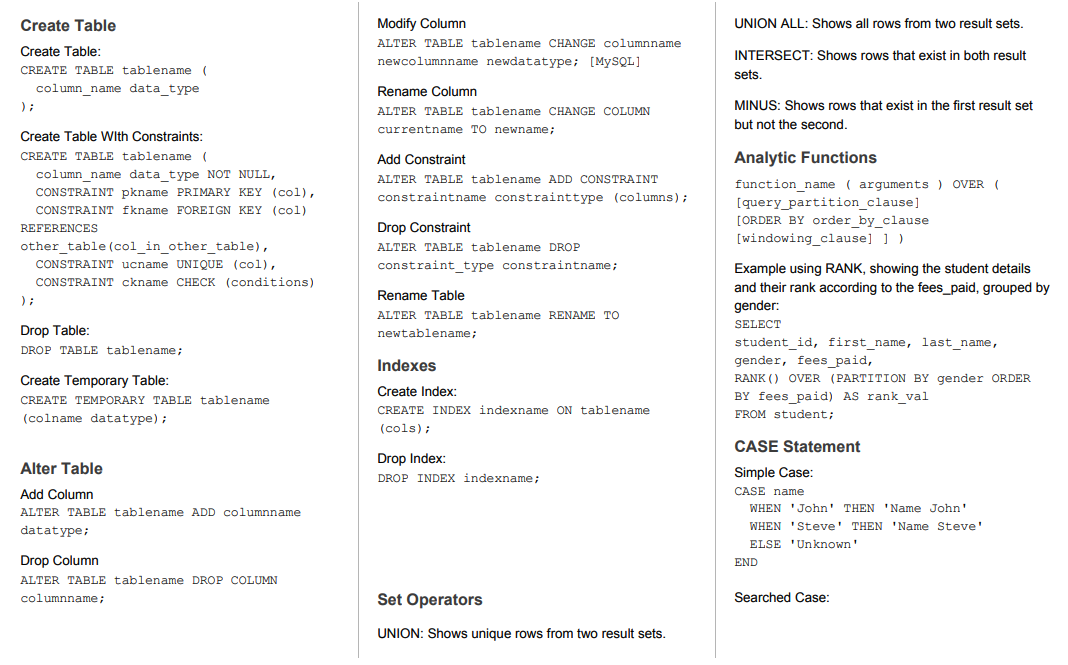 Create Table
Create Table:
CREATE TABLE tablename (
  column_name data_type
);
Create Table WIth Constraints:
CREATE TABLE tablename (
  column_name data_type NOT NULL,
  CONSTRAINT pkname PRIMARY KEY (col),
  CONSTRAINT fkname FOREIGN KEY (col)
REFERENCES
other_table(col_in_other_table),
  CONSTRAINT ucname UNIQUE (col),
  CONSTRAINT ckname CHECK (conditions)
);
Drop Table:
DROP TABLE tablename;
Create Temporary Table:
CREATE TEMPORARY TABLE tablename
(colname datatype);
Alter Table
Add Column
ALTER TABLE tablename ADD columnname
datatype;
Drop Column
ALTER TABLE tablename DROP COLUMN
columnname;
Modify Column
ALTER TABLE tablename CHANGE columnname
newcolumnname newdatatype; [MySQL]
Rename Column
ALTER TABLE tablename CHANGE COLUMN
currentname TO newname;
Add Constraint
ALTER TABLE tablename ADD CONSTRAINT
constraintname constrainttype (columns);
Drop Constraint
ALTER TABLE tablename DROP
constraint_type constraintname;
Rename Table
ALTER TABLE tablename RENAME TO
newtablename;
Indexes
Create Index:
CREATE INDEX indexname ON tablename
(cols);
Drop Index:
DROP INDEX indexname;
Set Operators
UNION: Shows unique rows from two result sets.
UNION ALL: Shows all rows from two result sets.
INTERSECT: Shows rows that exist in both result
sets.
MINUS: Shows rows that exist in the first result set
but not the second.
Analytic Functions
function_name ( arguments ) OVER (
[query_partition_clause]
[ORDER BY order_by_clause
[windowing_clause] ] )
Example using RANK, showing the student details
and their rank according to the fees_paid, grouped by
gender:
SELECT
student_id, first_name, last_name,
gender, fees_paid,
RANK() OVER (PARTITION BY gender ORDER
BY fees_paid) AS rank_val
FROM student;
CASE Statement
Simple Case:
CASE name
  WHEN 'John' THEN 'Name John'
  WHEN 'Steve' THEN 'Name Steve'
  ELSE 'Unknown'
END
Searched Case: